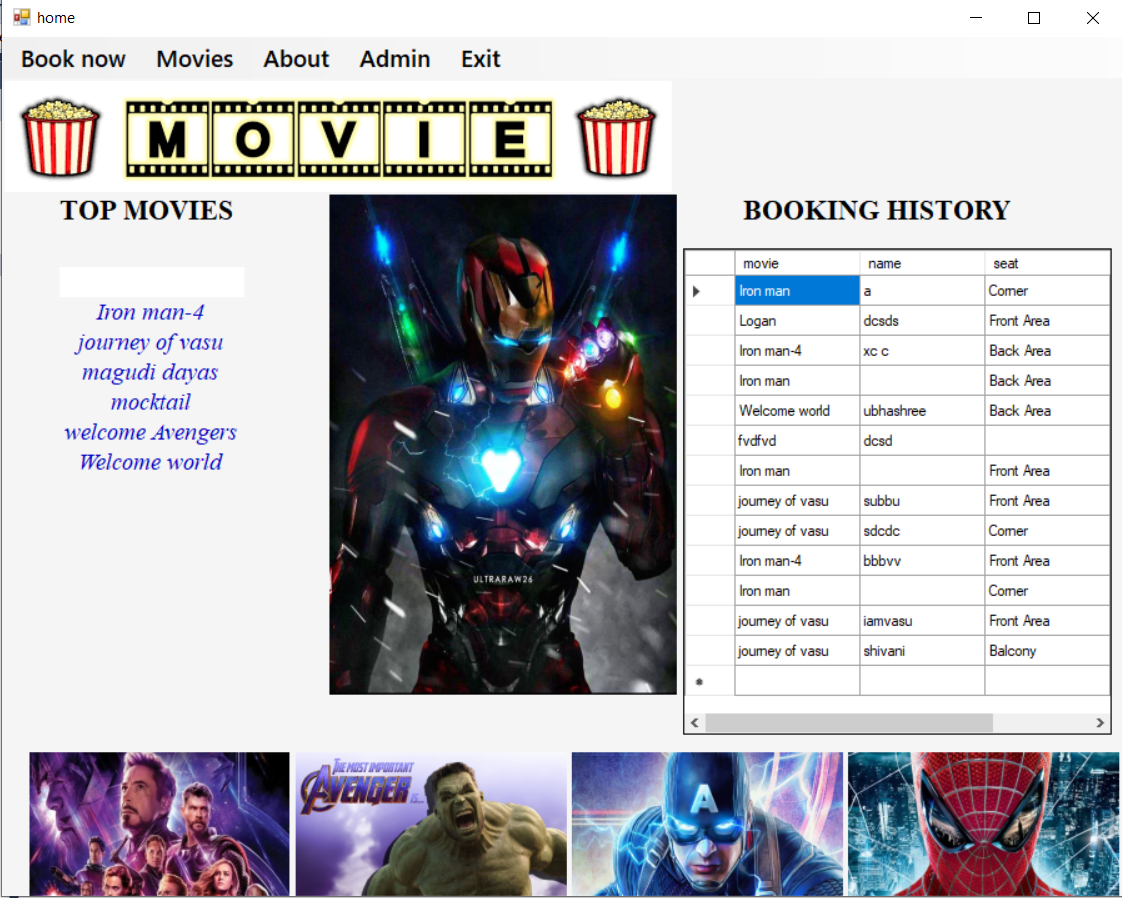 home
Book now Movies About Admin Exit
MOVIE
TOP MOVIES
Iron man-4
journey of vasu
magudi dayas
mocktail
welcome Avengers
Welcome world
ULTRARAW26
BOOKING HISTORY
movie name seat
Iron man a Corner
Logan dcsds Front Area
Iron man-4 xc c Back Area
Iron man Back Area
Welcome world ubhashree Back Area
fvdfvd dcsd
Iron man Front Area
journey of vasu subbu Front Area
journey of vasu sdcdc Corner
Iron man-4 bbbvv Front Area
Iron man Corner
journey of vasu iamvasu Front Area
journey of vasu shivani Balcony
THE MOST IMPORTANT
AVENGER IS...
A